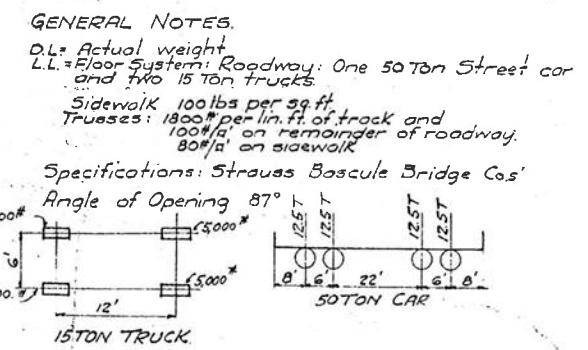 GENERAL NOTES.
D.L= Actual weight
L.L.=Floor System: Roadway: One 50 Ton Street car
and two 15 Ton trucks.
Sidewalk 100 lbs per sq.ft.
Trusses: 1800# per lin. ft. of track and
100#/□' on remainder of roadway.
80#/□' on sidewalk
Specifications: Strauss Bascule Bridge Co.s'
Angle of Opening 87°
12.5T 12.5T 12.5T 12.5T
00# 5,000#
6'
00.# 5,000#
8' 6' 22' 6' 8'
12'
50 TON CAR
15 TON TRUCK.